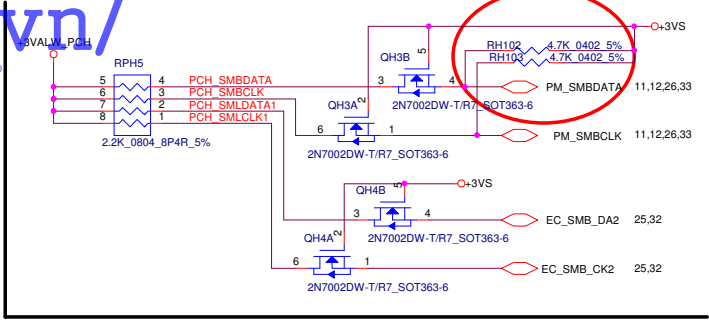 vn/
+3VALW_PCH
RPH5
5 4 PCH_SMBDATA
6 3 PCH_SMBCLK
7 2 PCH_SMLDATA1
8 1 PCH_SMLCLK1
2.2K_0804_8P4R_5%
+3VS
RH102 4.7K_0402_5%
RH103 4.7K_0402_5%
QH3B 5
3 4 PM_SMBDATA 11,12,26,33
2N7002DW-T/R7_SOT363-6
QH3A 2
6 1 PM_SMBCLK 11,12,26,33
2N7002DW-T/R7_SOT363-6
+3VS
QH4B 5
3 4 EC_SMB_DA2 25,32
2N7002DW-T/R7_SOT363-6
QH4A 2
6 1 EC_SMB_CK2 25,32
2N7002DW-T/R7_SOT363-6